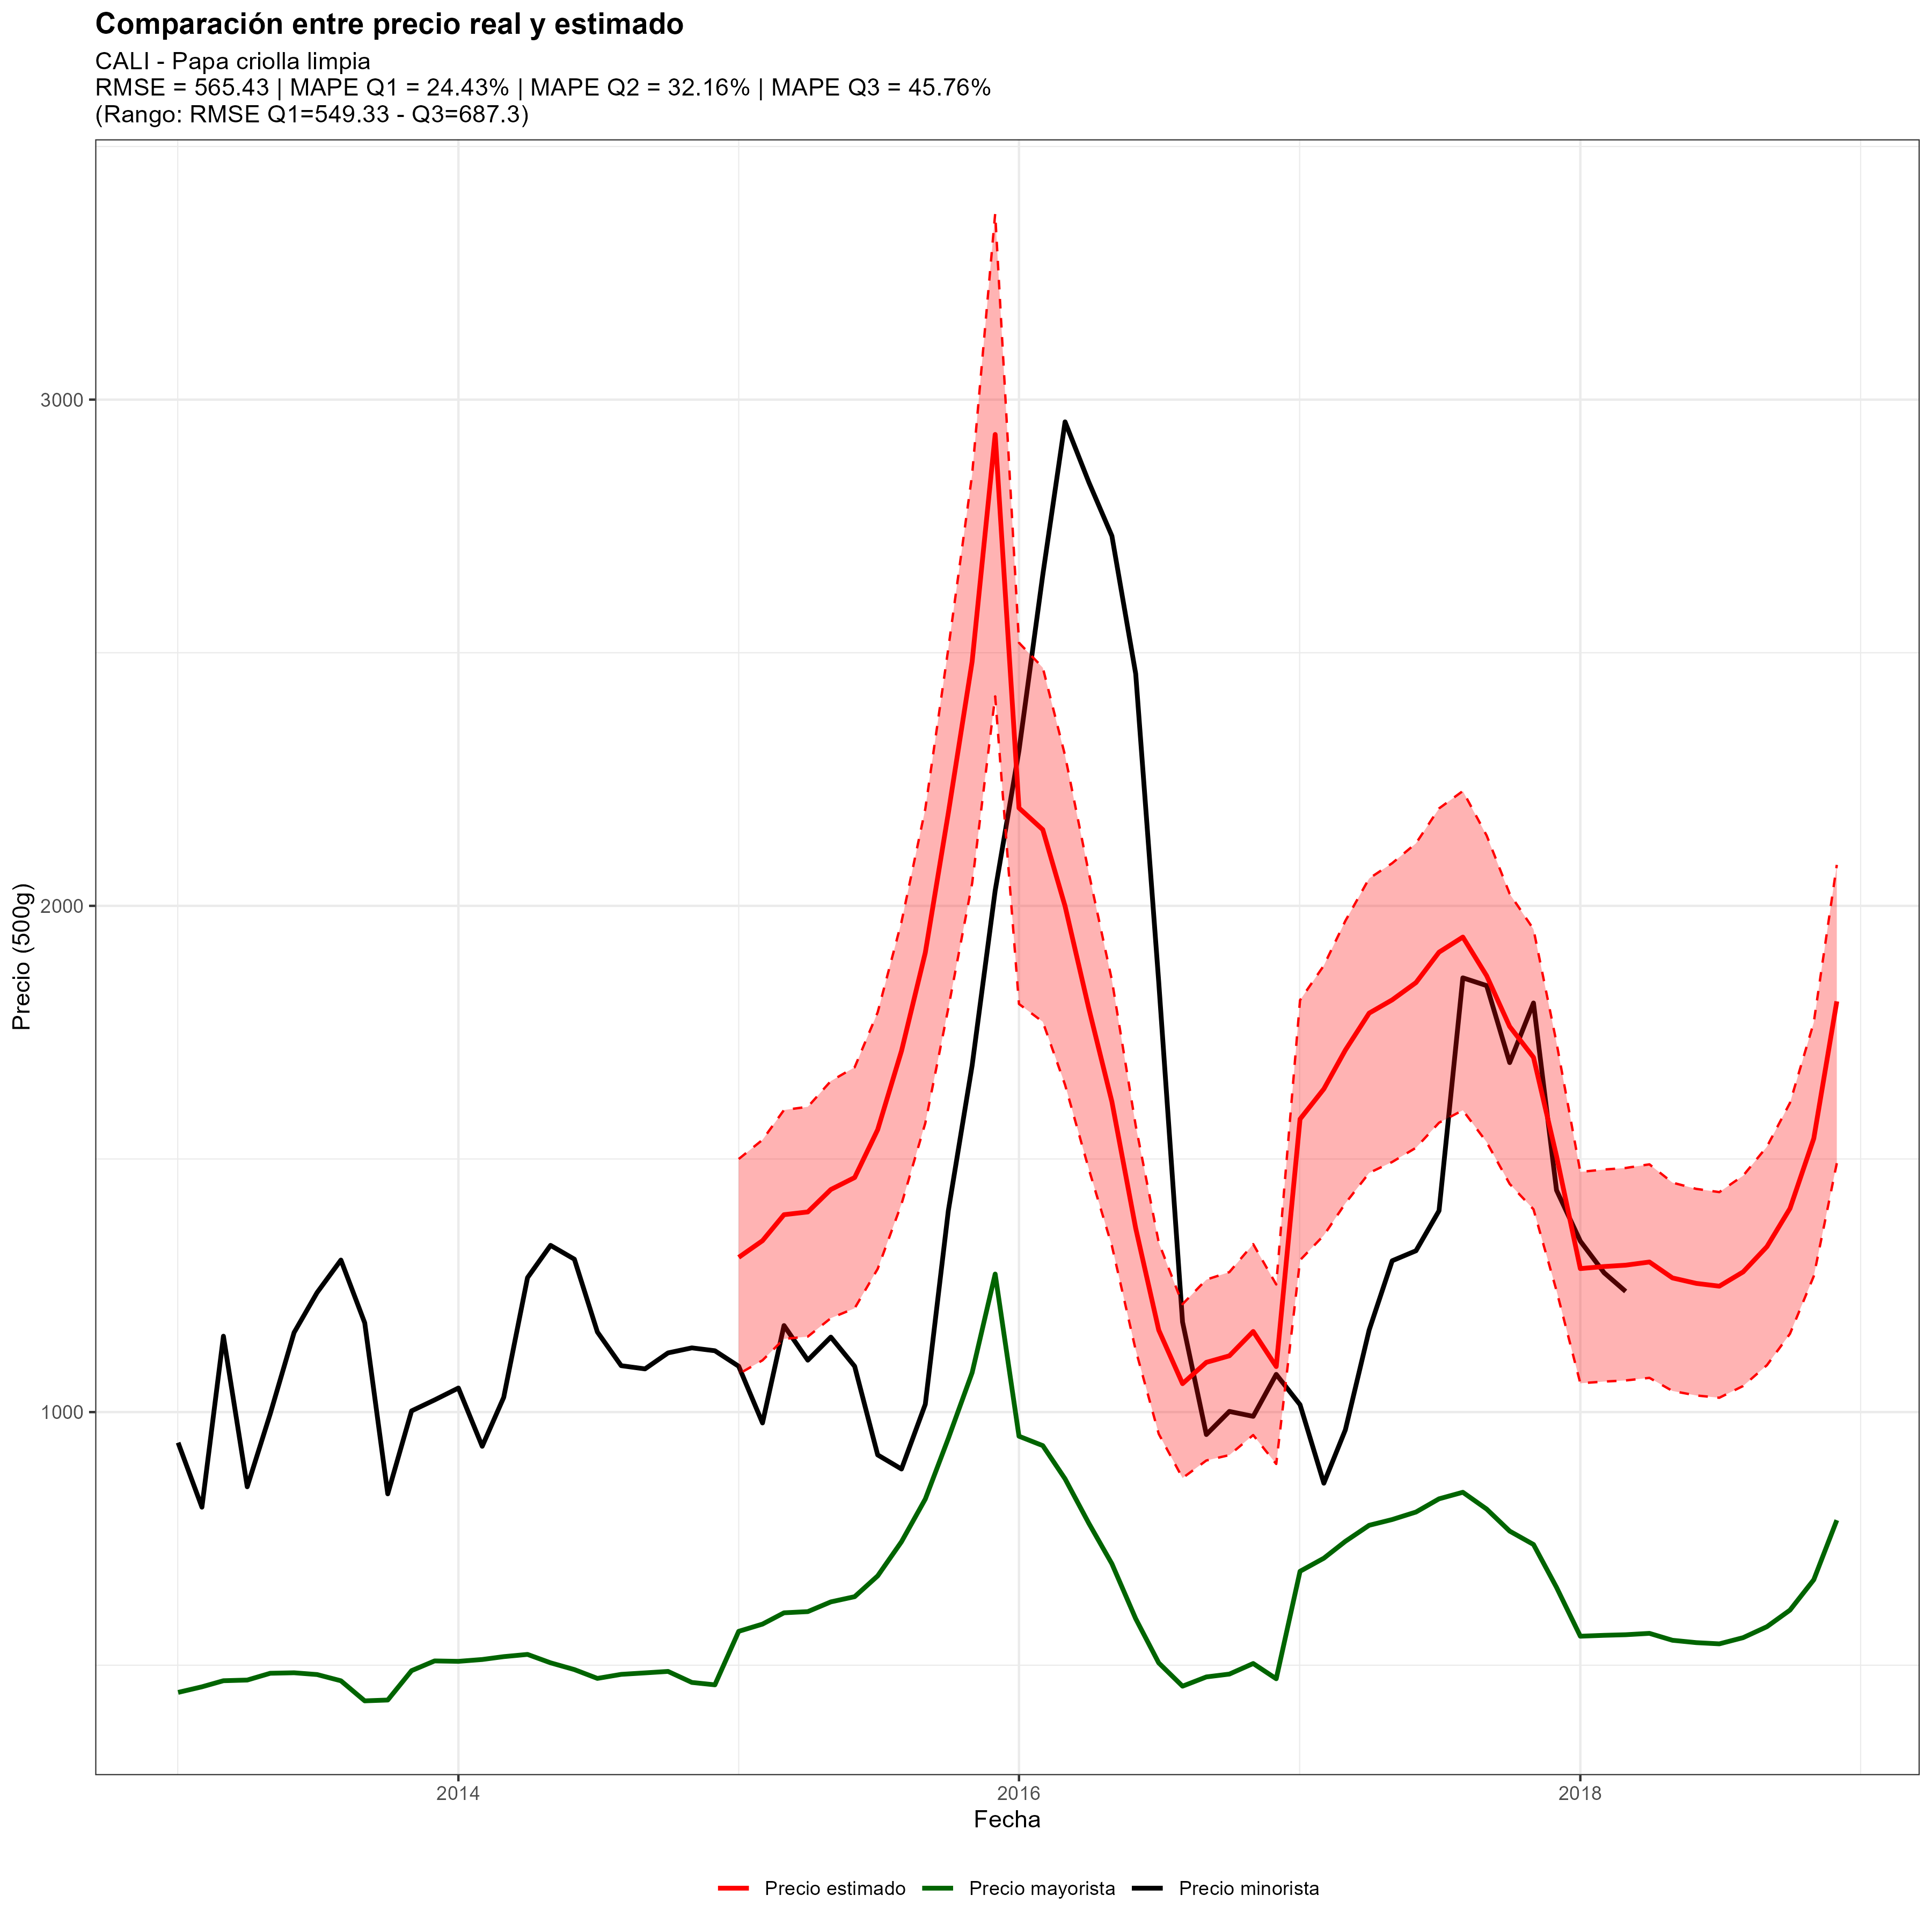 Comparación entre precio real y estimado
CALI - Papa criolla limpia
RMSE = 565.43 | MAPE Q1 = 24.43% | MAPE Q2 = 32.16% | MAPE Q3 = 45.76%
(Rango: RMSE Q1=549.33 - Q3=687.3)
Precio (500g)
3000
2000
1000
2014
2016
2018
Fecha
Precio estimado
Precio mayorista
Precio minorista